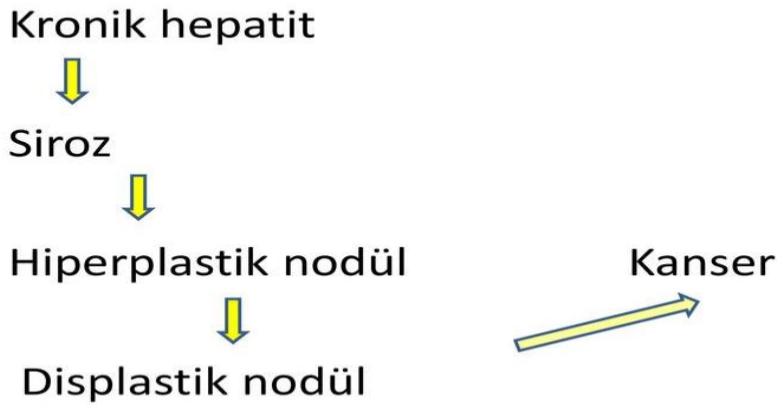 Kronik hepatit
Siroz
Hiperplastik nodül
Kanser
Displastik nodül